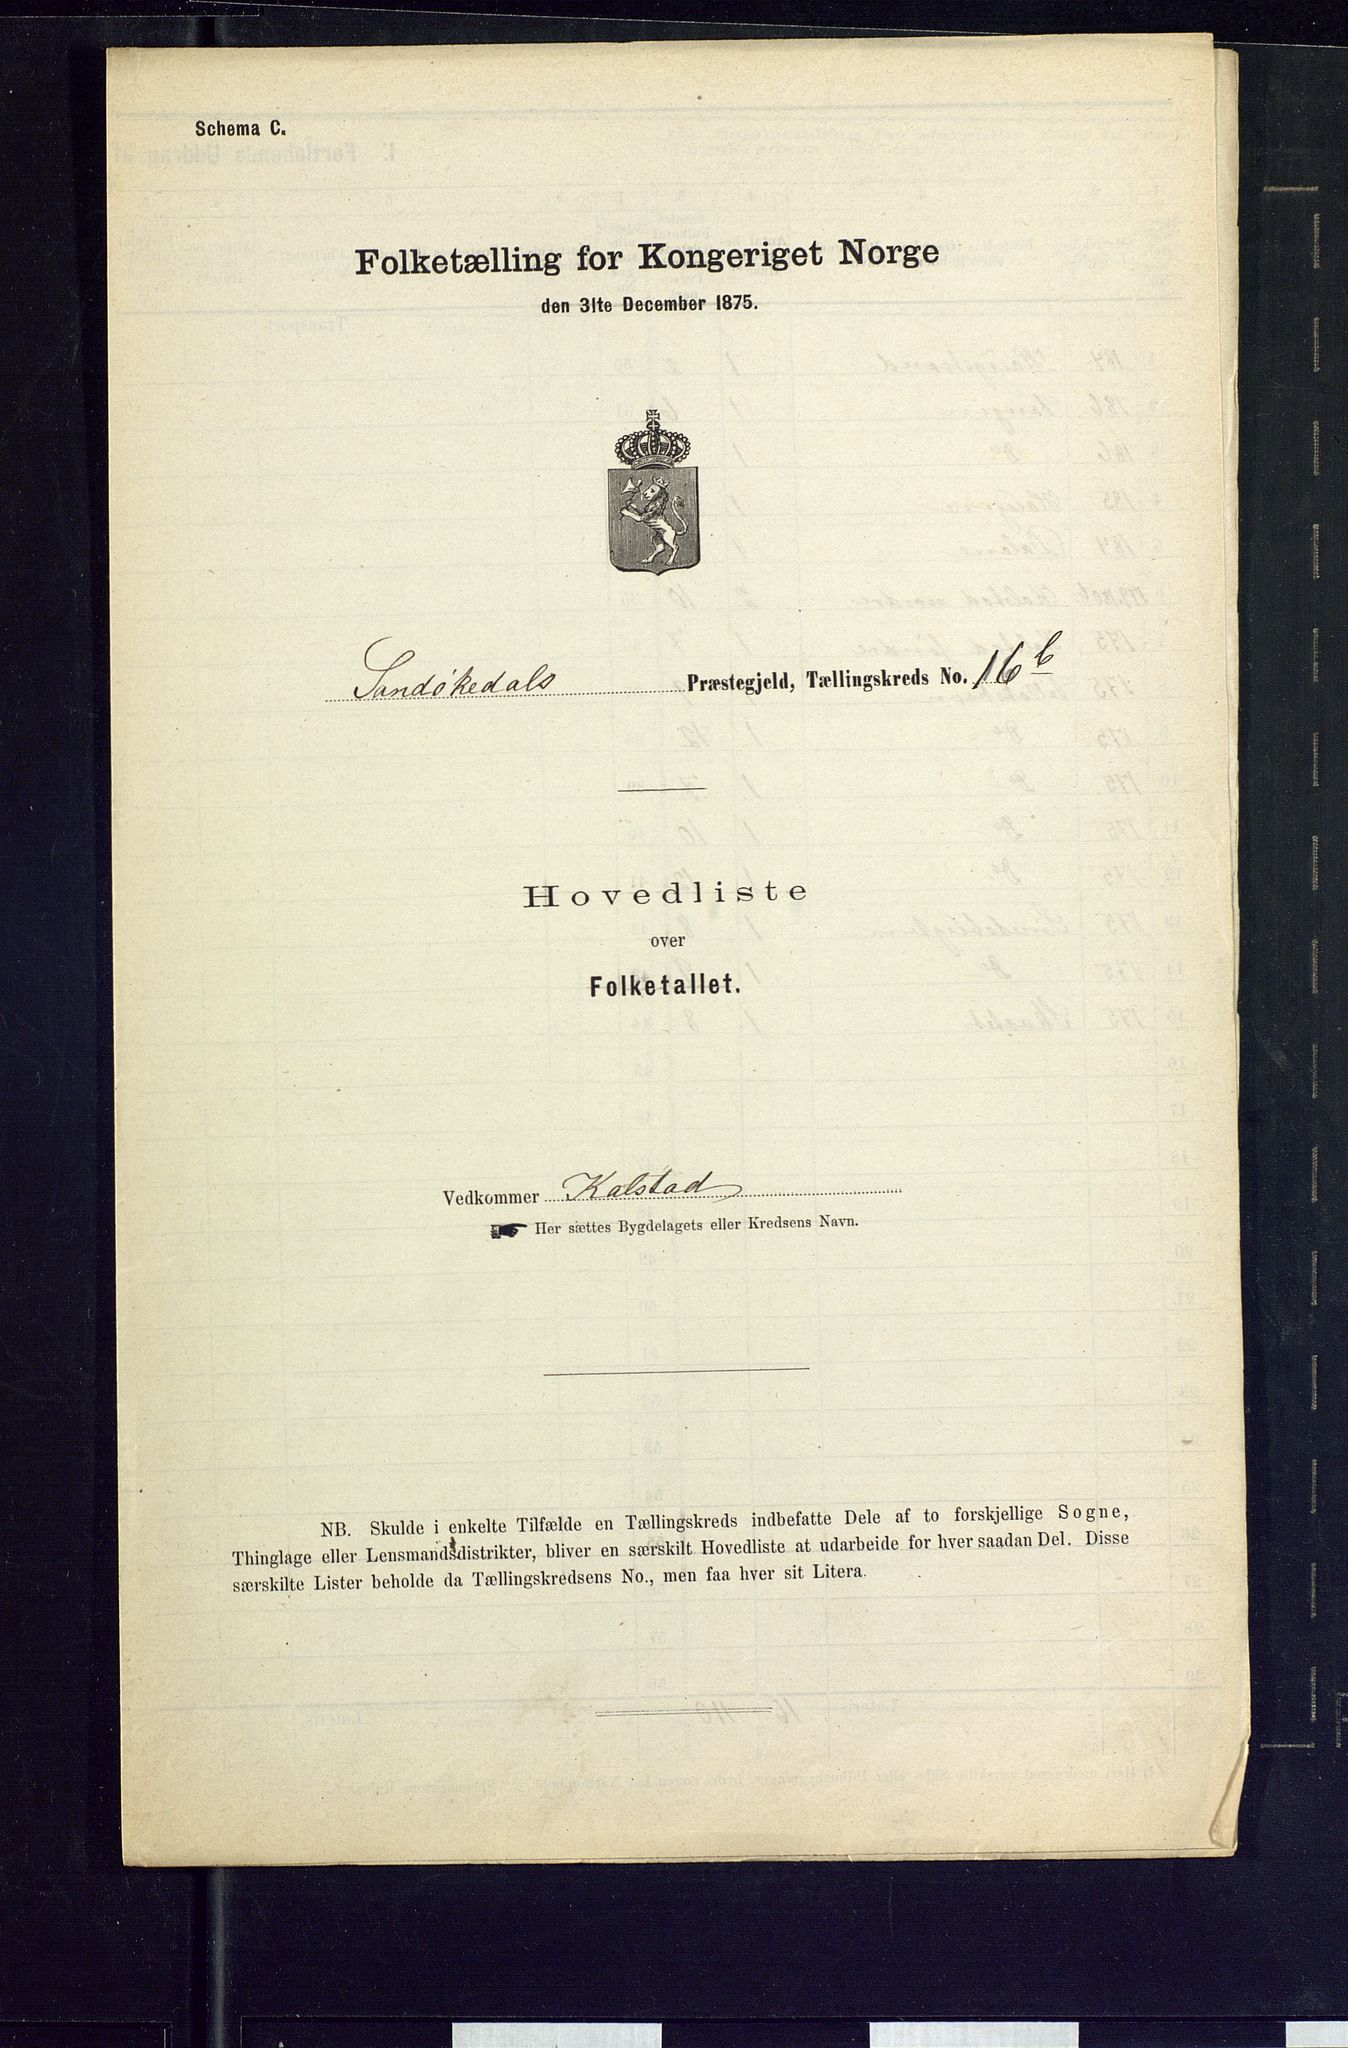 Schema C.
Folketælling for Kongeriget Norge
den 31te December 1875.
Sandøkedals Præstegjeld, Tællingskreds No. 16 b
Hovedliste
over
Folketallet.
Vedkommer Kalstad
Her sættes Bygdelagets eller Kredsens Navn.
NB. Skulde i enkelte Tilfælde en Tællingskreds indbefatte Dele af to forskjellige Sogne,
Thinglage eller Lensmandsdistrikter, bliver en særskilt Hovedliste at udarbeide for hver saadan Del. Disse
særskilte Lister beholde da Tællingskredsens No., men faa hver sit Litera.